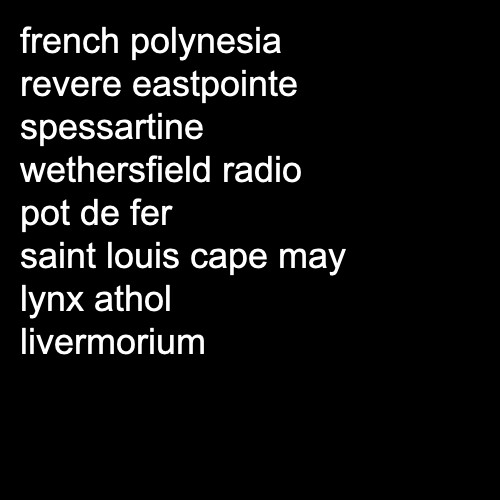 french polynesia
revere eastpointe
spessartine
wethersfield radio
pot de fer
saint louis cape may
lynx athol
livermorium